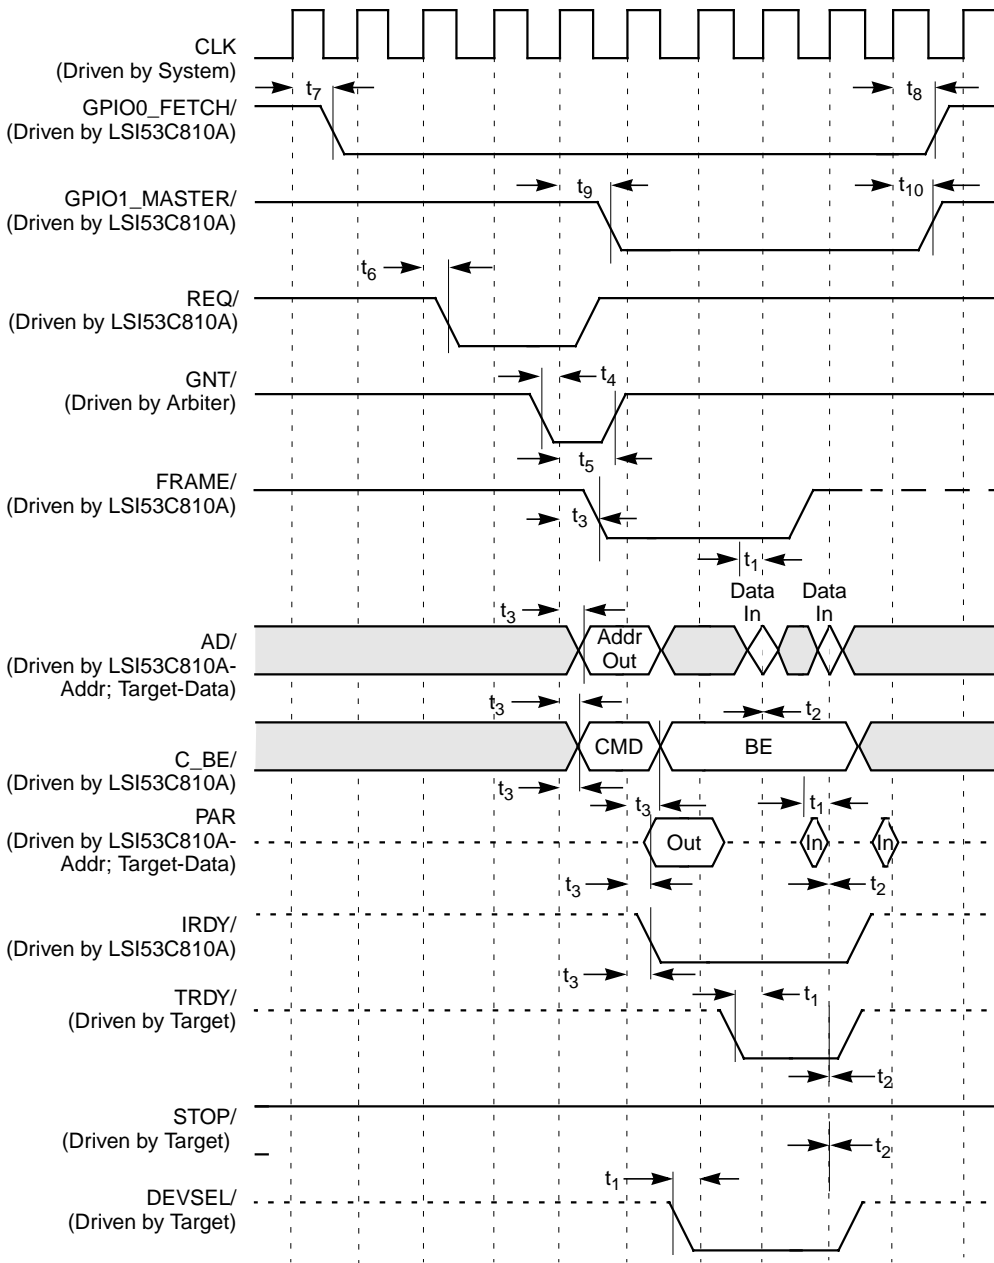 CLK
(Driven by System)
t7
t8
GPIO0_FETCH/
(Driven by LSI53C810A)
t9
t10
GPIO1_MASTER/
(Driven by LSI53C810A)
t6
REQ/
(Driven by LSI53C810A)
GNT/
(Driven by Arbiter)
t4
t5
FRAME/
(Driven by LSI53C810A)
t3
t1
Data In
Data In
t3
AD/
(Driven by LSI53C810A-
Addr; Target-Data)
Addr Out
t3
t2
C_BE/
(Driven by LSI53C810A)
CMD
BE
t3
t3
t1
PAR
(Driven by LSI53C810A-
Addr; Target-Data)
Out
In
In
t3
t2
IRDY/
(Driven by LSI53C810A)
t3
t1
TRDY/
(Driven by Target)
t2
STOP/
(Driven by Target)
t2
t1
DEVSEL/
(Driven by Target)